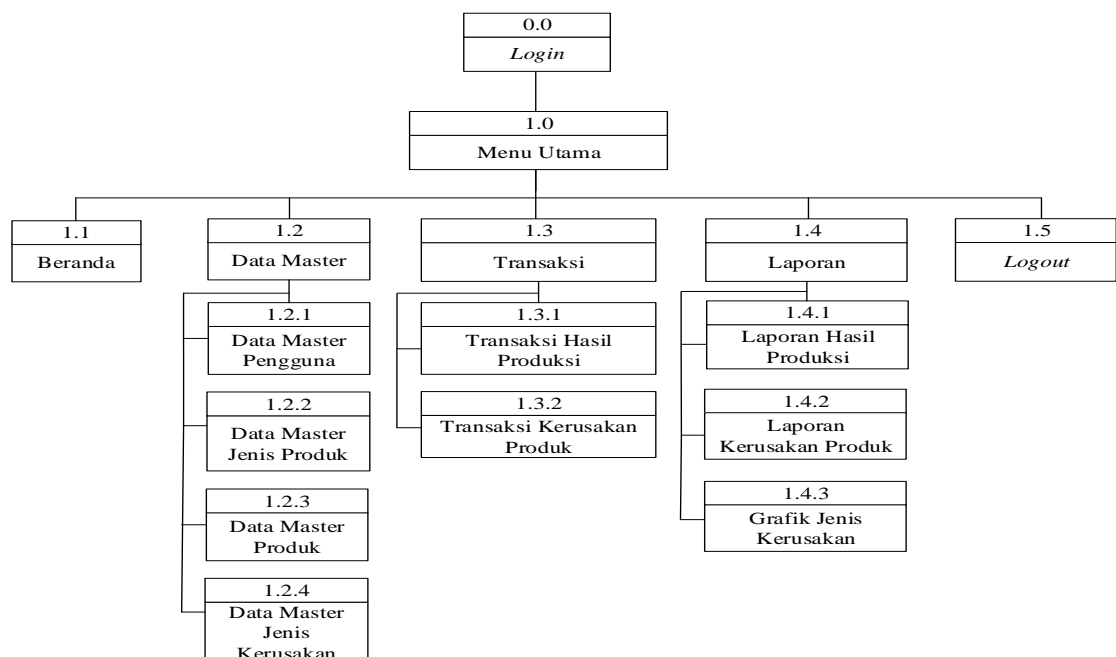 0.0
Login
1.0
Menu Utama
1.1
Beranda
1.2
Data Master
1.3
Transaksi
1.4
Laporan
1.5
Logout
1.2.1
Data Master
Pengguna
1.2.2
Data Master
Jenis Produk
1.2.3
Data Master
Produk
1.2.4
Data Master
Jenis
Kerusakan
1.3.1
Transaksi Hasil
Produksi
1.3.2
Transaksi Kerusakan
Produk
1.4.1
Laporan Hasil
Produksi
1.4.2
Laporan
Kerusakan Produk
1.4.3
Grafik Jenis
Kerusakan